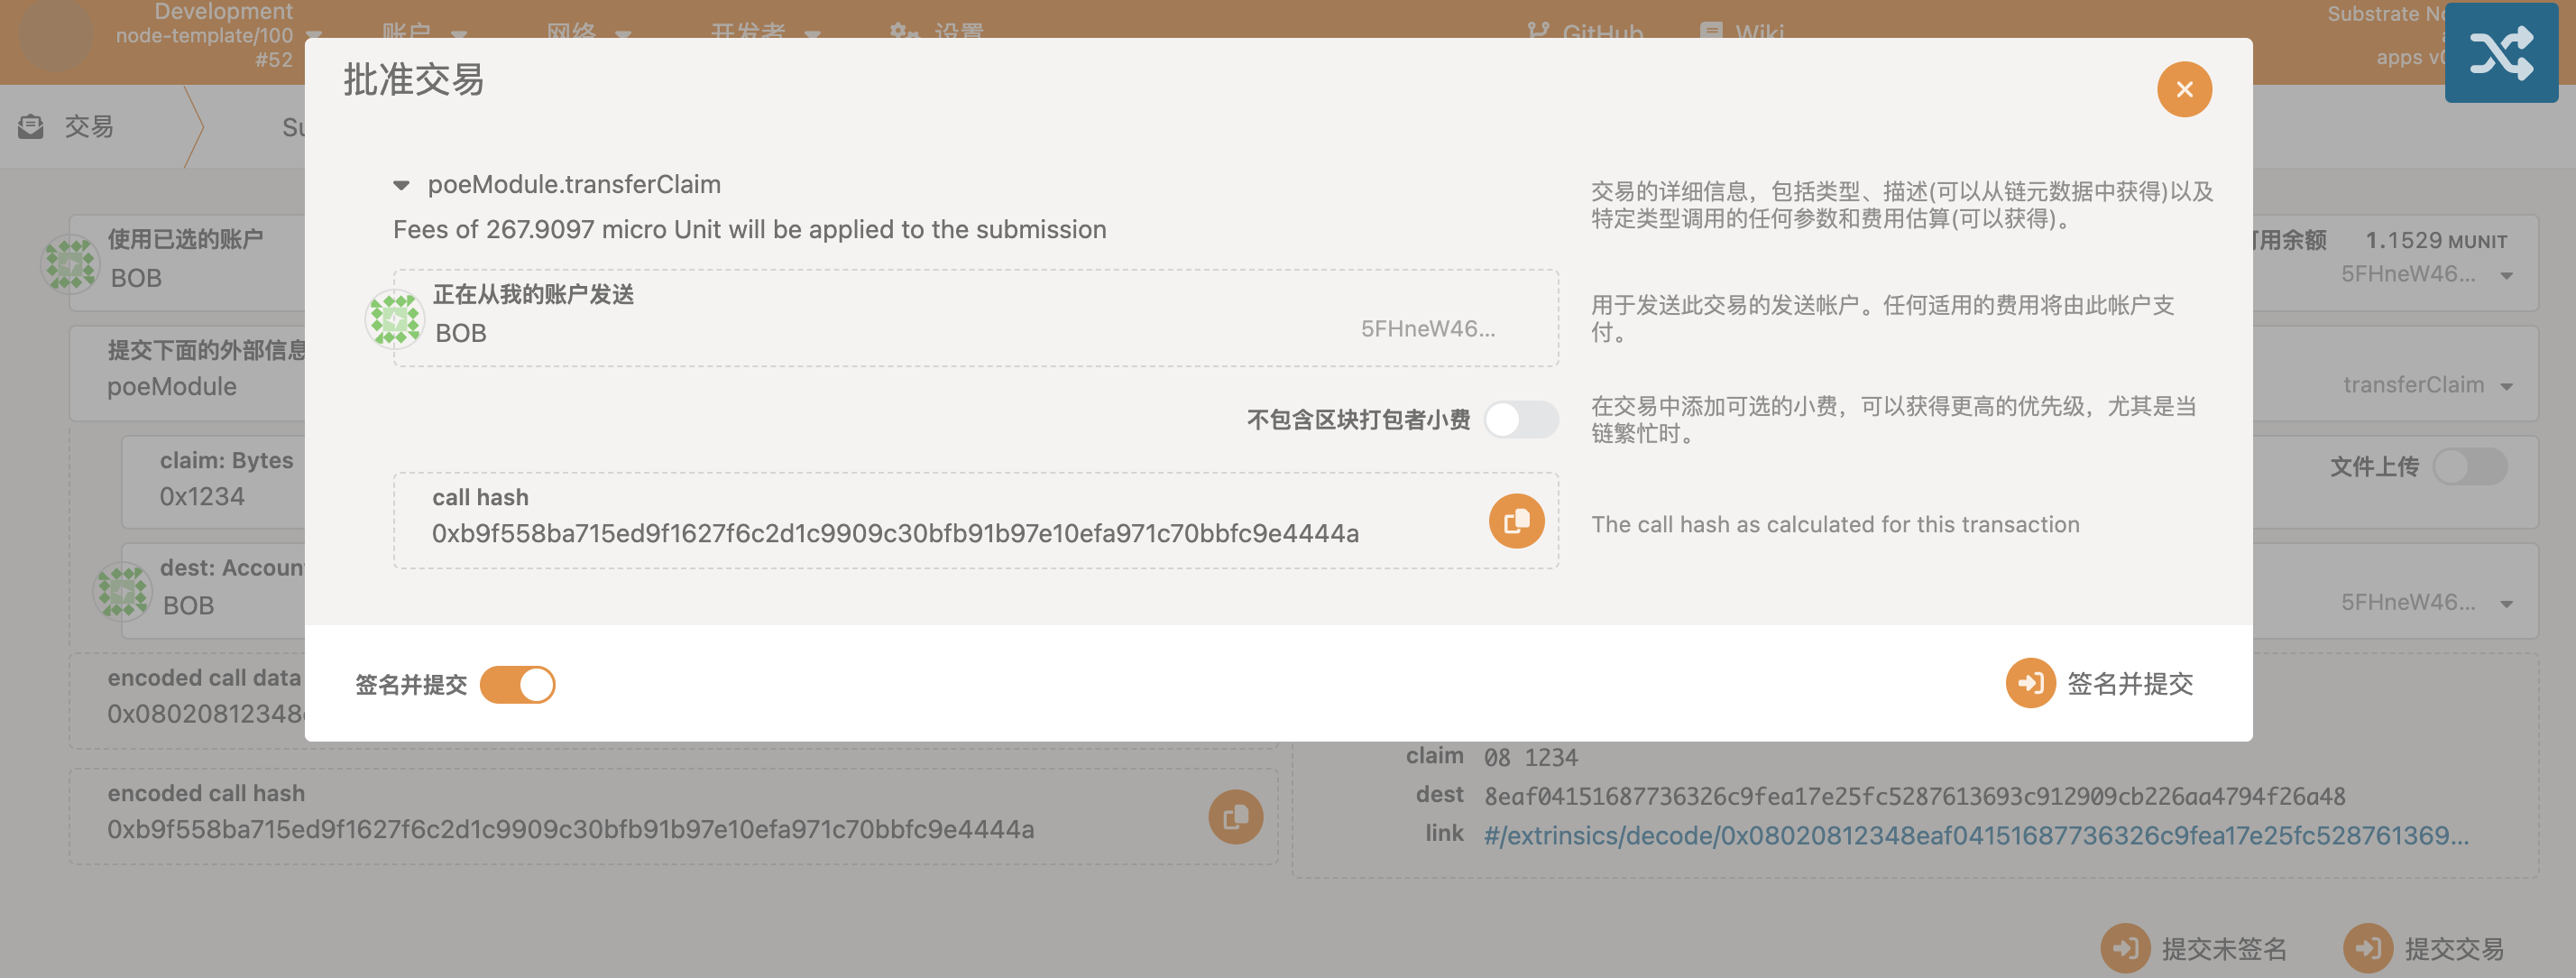 Development
node-template/100
#52
账户
网络
开发者
设置
GitHub
Wiki
apps
交易
批准交易
poeModule.transferClaim
Fees of 267.9097 micro Unit will be applied to the submission
交易的详细信息，包括类型、描述(可以从链元数据中获得)以及
特定类型调用的任何参数和费用估算(可以获得)。
正在从我的账户发送
BOB
5FHneW46...
用于发送此交易的发送帐户。任何适用的费用将由此帐户支
付。
不包含区块打包者小费
在交易中添加可选的小费，可以获得更高的优先级，尤其是当
链繁忙时。
call hash
0xb9f558ba715ed9f1627f6c2d1c9909c30bfb91b97e10efa971c70bbfc9e4444a
The call hash as calculated for this transaction
签名并提交
签名并提交
使用已选的账户
BOB
用余额 1.1529 MUNIT
5FHneW46...
提交下面的外部信息
poeModule
transferClaim
claim: Bytes
0x1234
文件上传
dest:
BOB
5FHneW46...
encoded call data
0x08020812348
encoded call hash
0xb9f558ba715ed9f1627f6c2d1c9909c30bfb91b97e10efa971c70bbfc9e4444a
claim 08 1234
dest 8eaf04151687736326c9fea17e25fc5287613693c912909cb226aa4794f26a48
link #/extrinsics/decode/0x08020812348eaf04151687736326c9fea17e25fc528761369...
提交未签名
提交交易